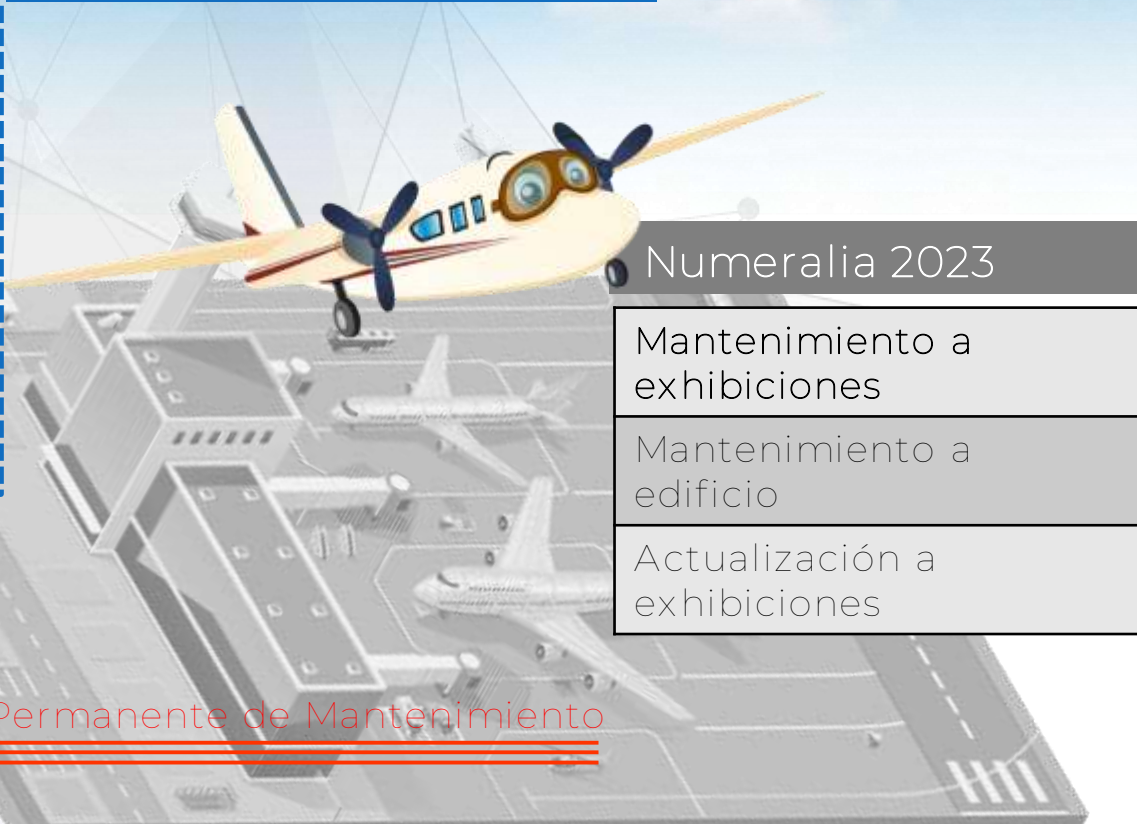 Numeralia 2023
Mantenimiento a
exhibiciones
Mantenimiento a
edificio
Actualización a
exhibiciones
Permanente de Mantenimiento